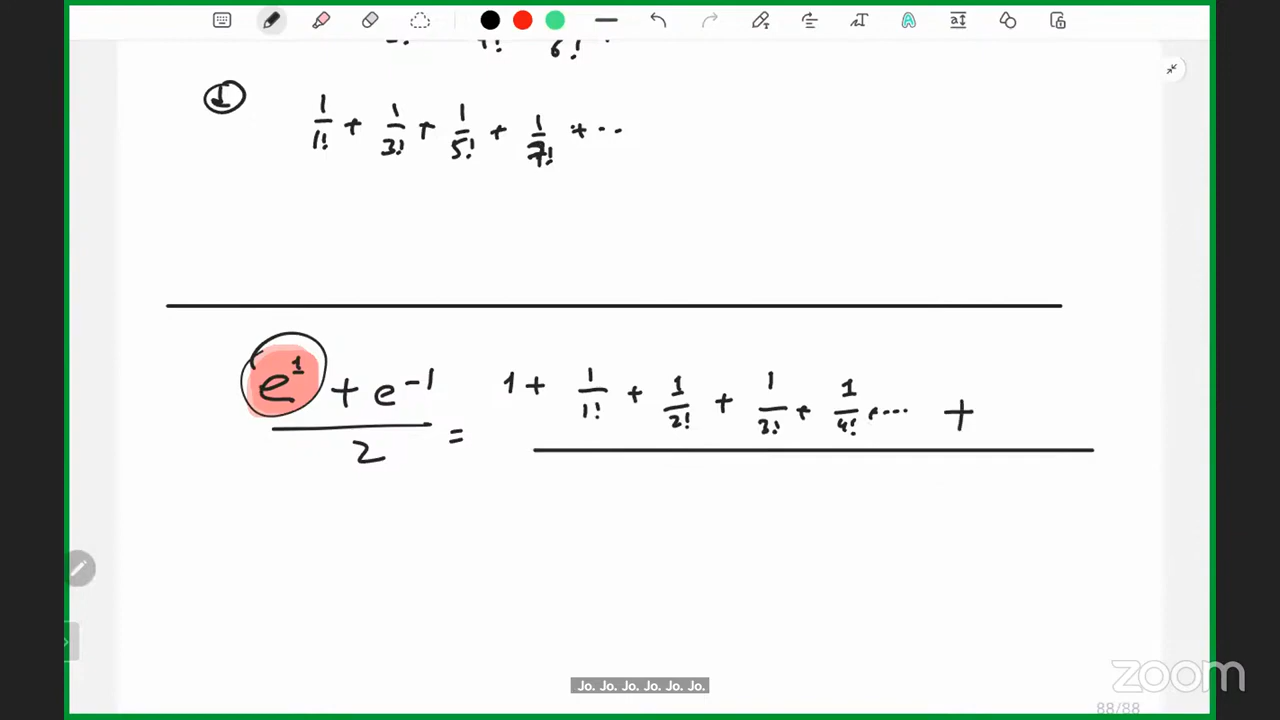 6!
① 1/1! + 1/3! + 1/5! + 1/7! + ..
(e^1 + e^-1)/2 = 1 + 1/1! + 1/2! + 1/3! + 1/4! + ... +
Jo. Jo. Jo. Jo. Jo. Jo.
zoom
88/88